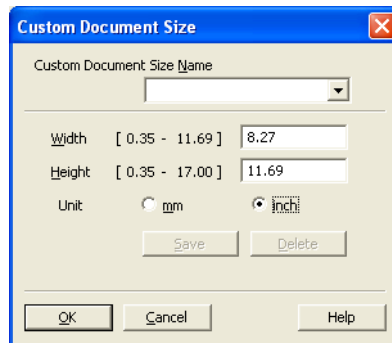 Custom Document Size
Custom Document Size Name
Width [ 0.35 - 11.69 ] 8.27
Height [ 0.35 - 17.00 ] 11.69
Unit mm inch
Save Delete
OK Cancel Help